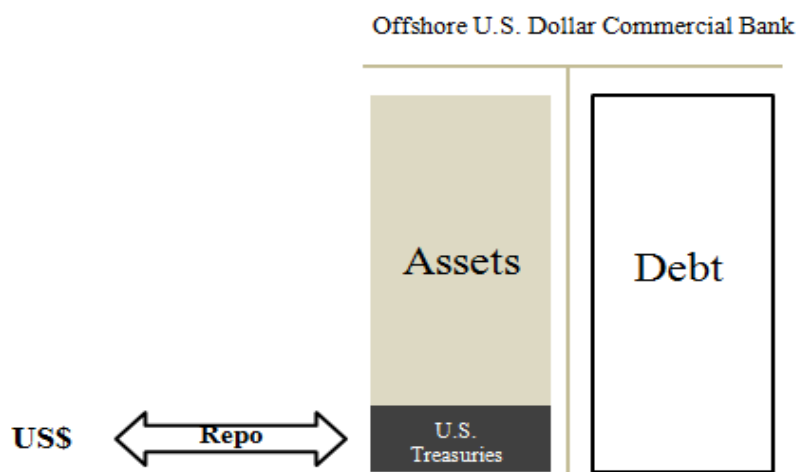 Offshore U.S. Dollar Commercial Bank
Assets
Debt
US$
Repo
U.S.
Treasuries